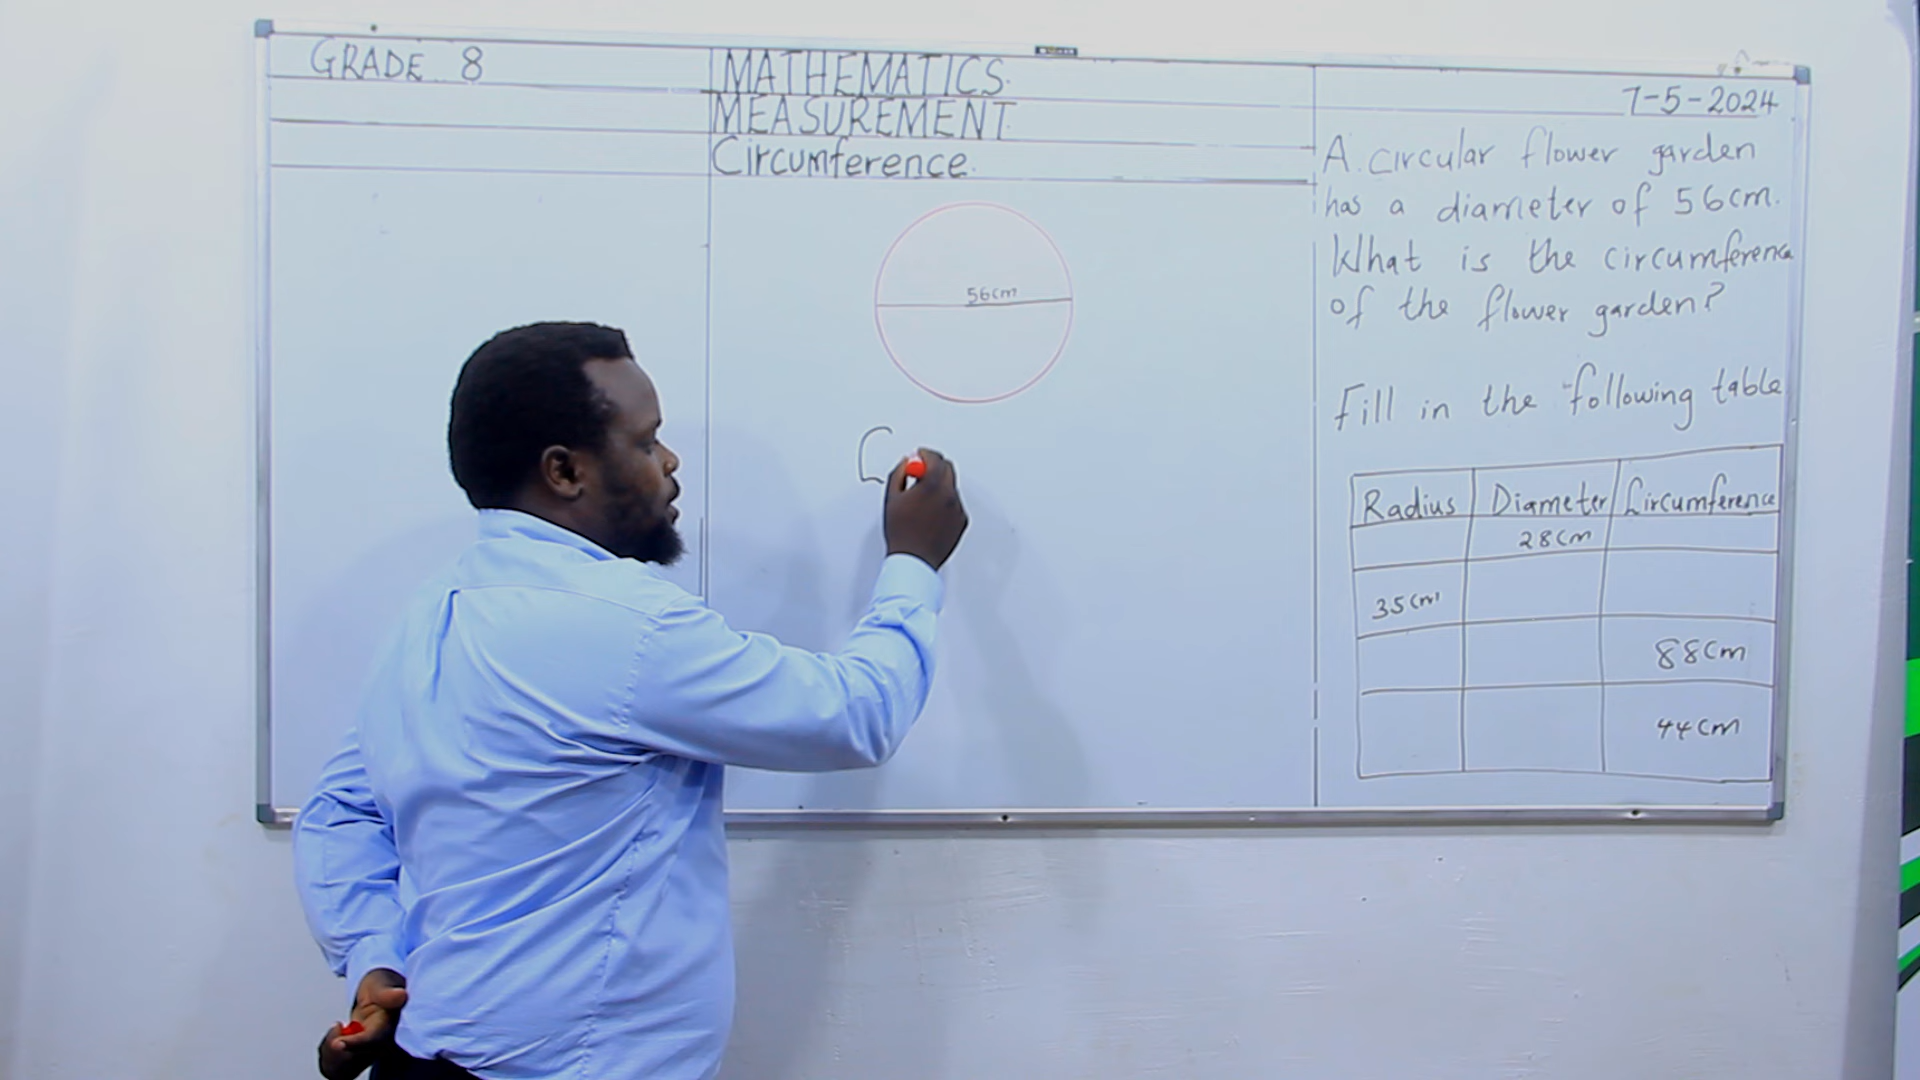 GRADE 8
MATHEMATICS.
MEASUREMENT
Circumference.
7-5-2024
A. circular flower garden
has a diameter of 56cm.
What is the circumference
of the flower garden?
56cm
C
Fill in the following table
Radius Diameter Circumference
28cm
35cm
88cm
44cm